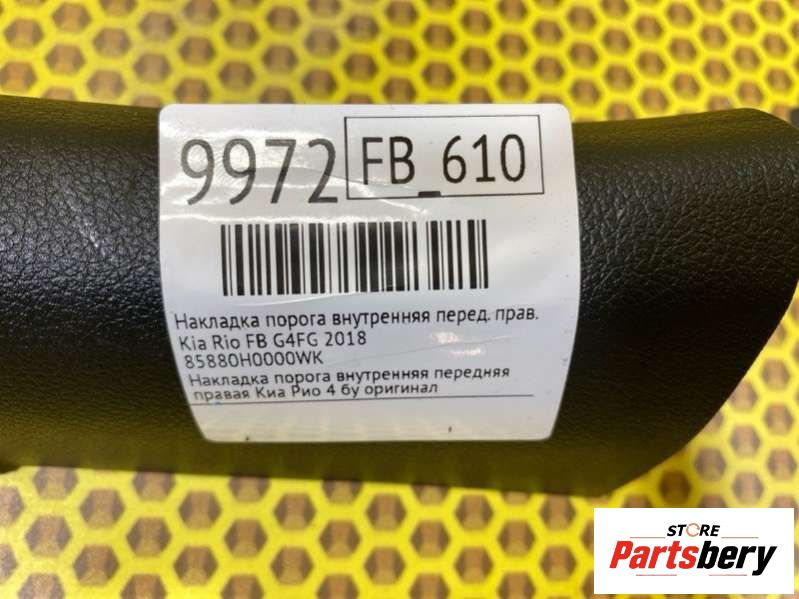 9972 FB_610
Накладка порога внутренняя перед. прав.
Kia Rio FB G4FG 2018
85880H0000WK
Накладка порога внутренняя передняя
правая Киа Рио 4 бу оригинал
STORE
Partsbery